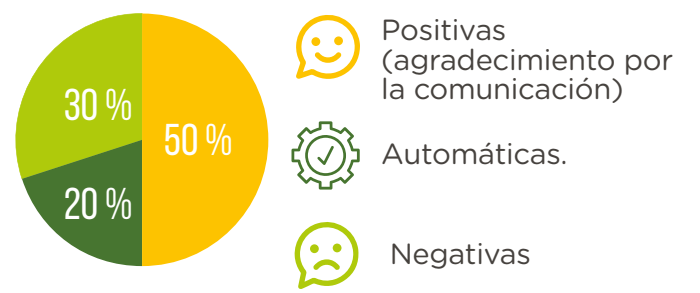 30 %
50 %
20 %
Positivas
(agradecimiento por
la comunicación)
Automáticas.
Negativas